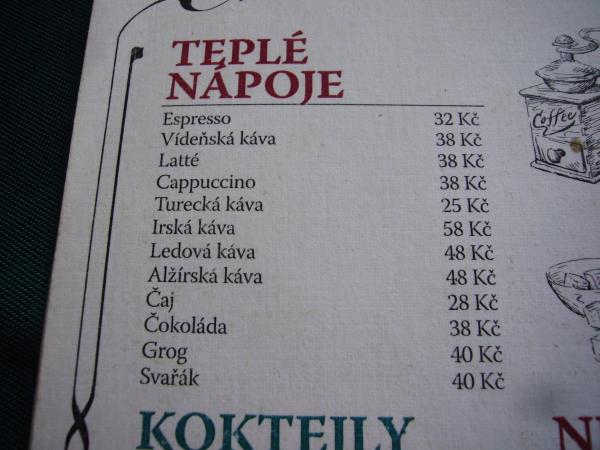 TEPLÉ
NÁPOJE
Espresso 32 Kč
Vídeňská káva 38 Kč
Latté 38 Kč
Cappuccino 38 Kč
Turecká káva 25 Kč
Irská káva 58 Kč
Ledová káva 48 Kč
Alžírská káva 48 Kč
Čaj 28 Kč
Čokoláda 38 Kč
Grog 40 Kč
Svařák 40 Kč
Coffee
KOKTEJLY